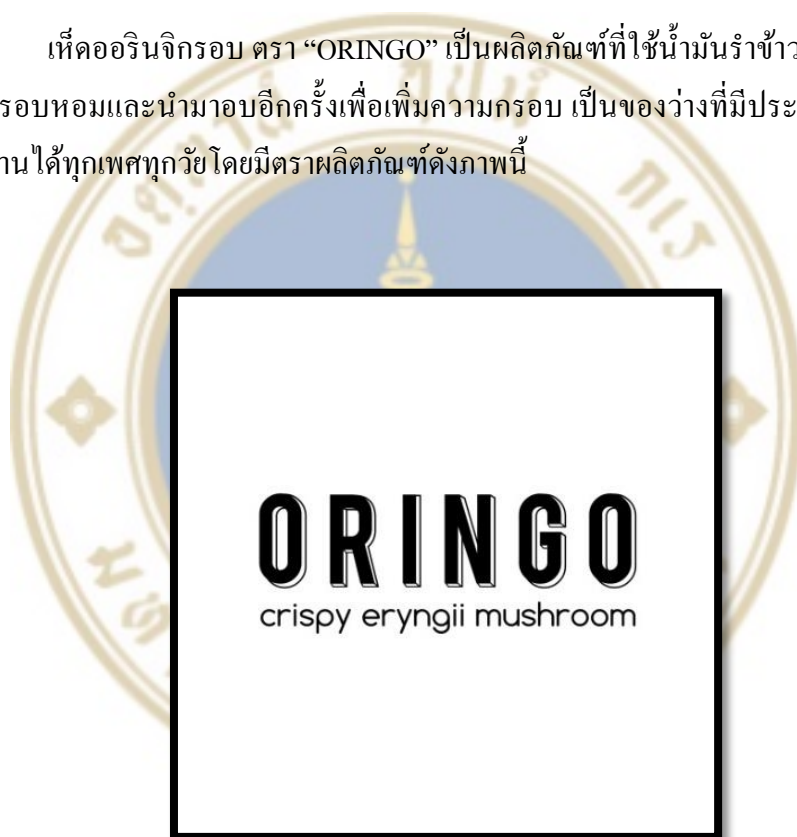 เห็ดออรินจิกรอบ ตรา “ORINGO” เป็นผลิตภัณฑ์ที่ใช้น้ำมันรำข้าว
รอบหอมและนำมาอบอีกครั้งเพื่อเพิ่มความกรอบ เป็นของว่างที่มีประ
านได้ทุกเพศทุกวัยโดยมีตราผลิตภัณฑ์ดังภาพนี้
ORINGO
crispy eryngii mushroom